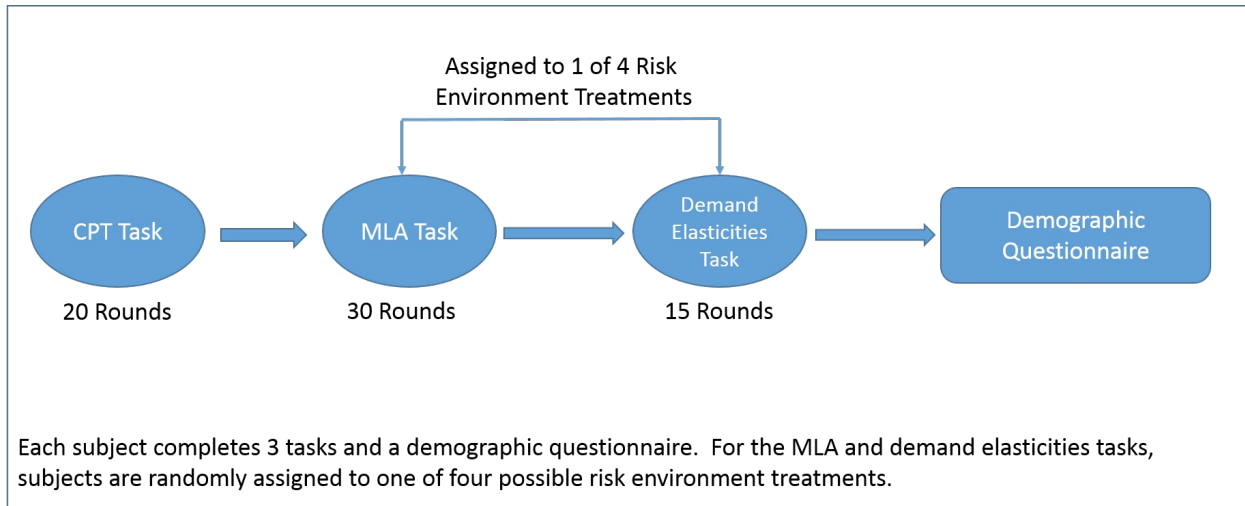 Assigned to 1 of 4 Risk
Environment Treatments
CPT Task
MLA Task
Demand
Elasticities
Task
Demographic
Questionnaire
20 Rounds
30 Rounds
15 Rounds
Each subject completes 3 tasks and a demographic questionnaire.  For the MLA and demand elasticities tasks,
subjects are randomly assigned to one of four possible risk environment treatments.